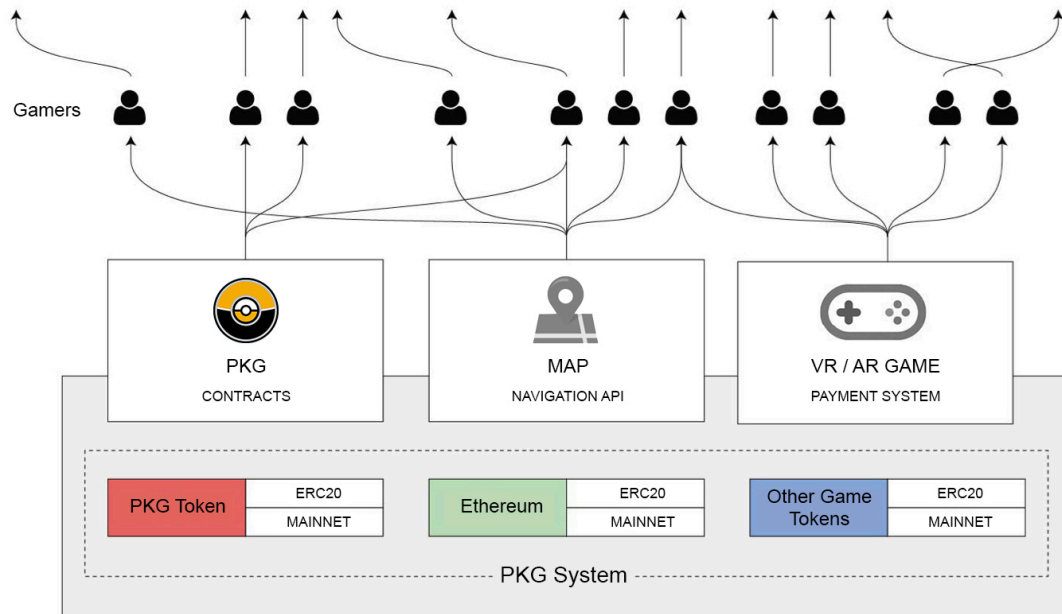 Gamers
PKG
CONTRACTS
MAP
NAVIGATION API
VR / AR GAME
PAYMENT SYSTEM
PKG Token
ERC20
MAINNET
Ethereum
ERC20
MAINNET
Other Game
Tokens
ERC20
MAINNET
PKG System